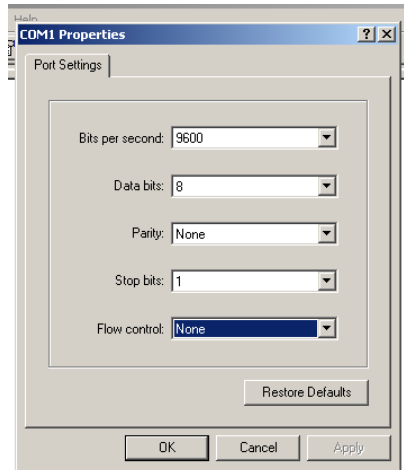 Help
COM1 Properties
Port Settings
Bits per second: 9600
Data bits: 8
Parity: None
Stop bits: 1
Flow control: None
Restore Defaults
OK Cancel Apply